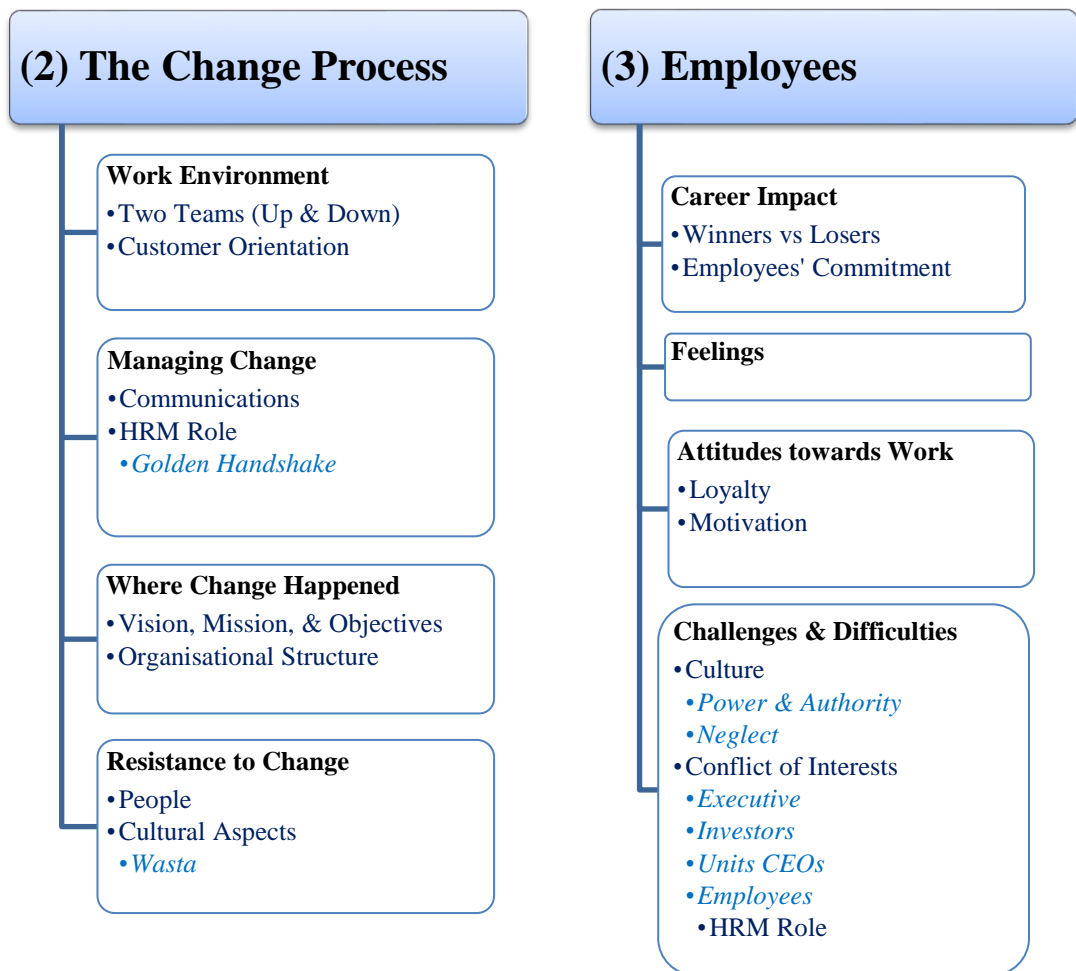 (2) The Change Process
Work Environment
•Two Teams (Up & Down)
•Customer Orientation
Managing Change
•Communications
•HRM Role
•Golden Handshake
Where Change Happened
•Vision, Mission, & Objectives
•Organisational Structure
Resistance to Change
•People
•Cultural Aspects
•Wasta
(3) Employees
Career Impact
•Winners vs Losers
•Employees' Commitment
Feelings
Attitudes towards Work
•Loyalty
•Motivation
Challenges & Difficulties
•Culture
•Power & Authority
•Neglect
•Conflict of Interests
•Executive
•Investors
•Units CEOs
•Employees
•HRM Role